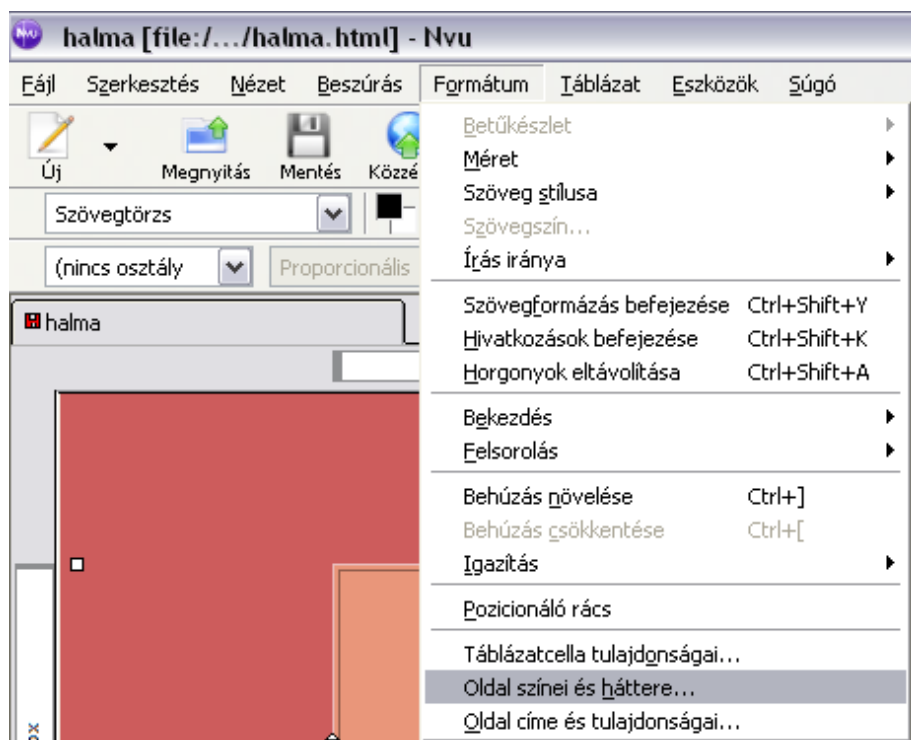 halma [file:/.../halma.html] - Nvu
Fájl Szerkesztés Nézet Beszúrás Formátum Táblázat Eszközök Súgó
Új Megnyitás Mentés Közzé
Szövegtörzs
(nincs osztály Proporcionális
halma
Betűkészlet
Méret
Szöveg stílusa
Szövegszín...
Írás iránya
Szövegformázás befejezése Ctrl+Shift+Y
Hivatkozások befejezése Ctrl+Shift+K
Horgonyok eltávolítása Ctrl+Shift+A
Bekezdés
Felsorolás
Behúzás növelése Ctrl+]
Behúzás csökkentése Ctrl+[
Igazítás
Pozicionáló rács
Táblázatcella tulajdonságai...
Oldal színei és háttere...
Oldal címe és tulajdonságai...